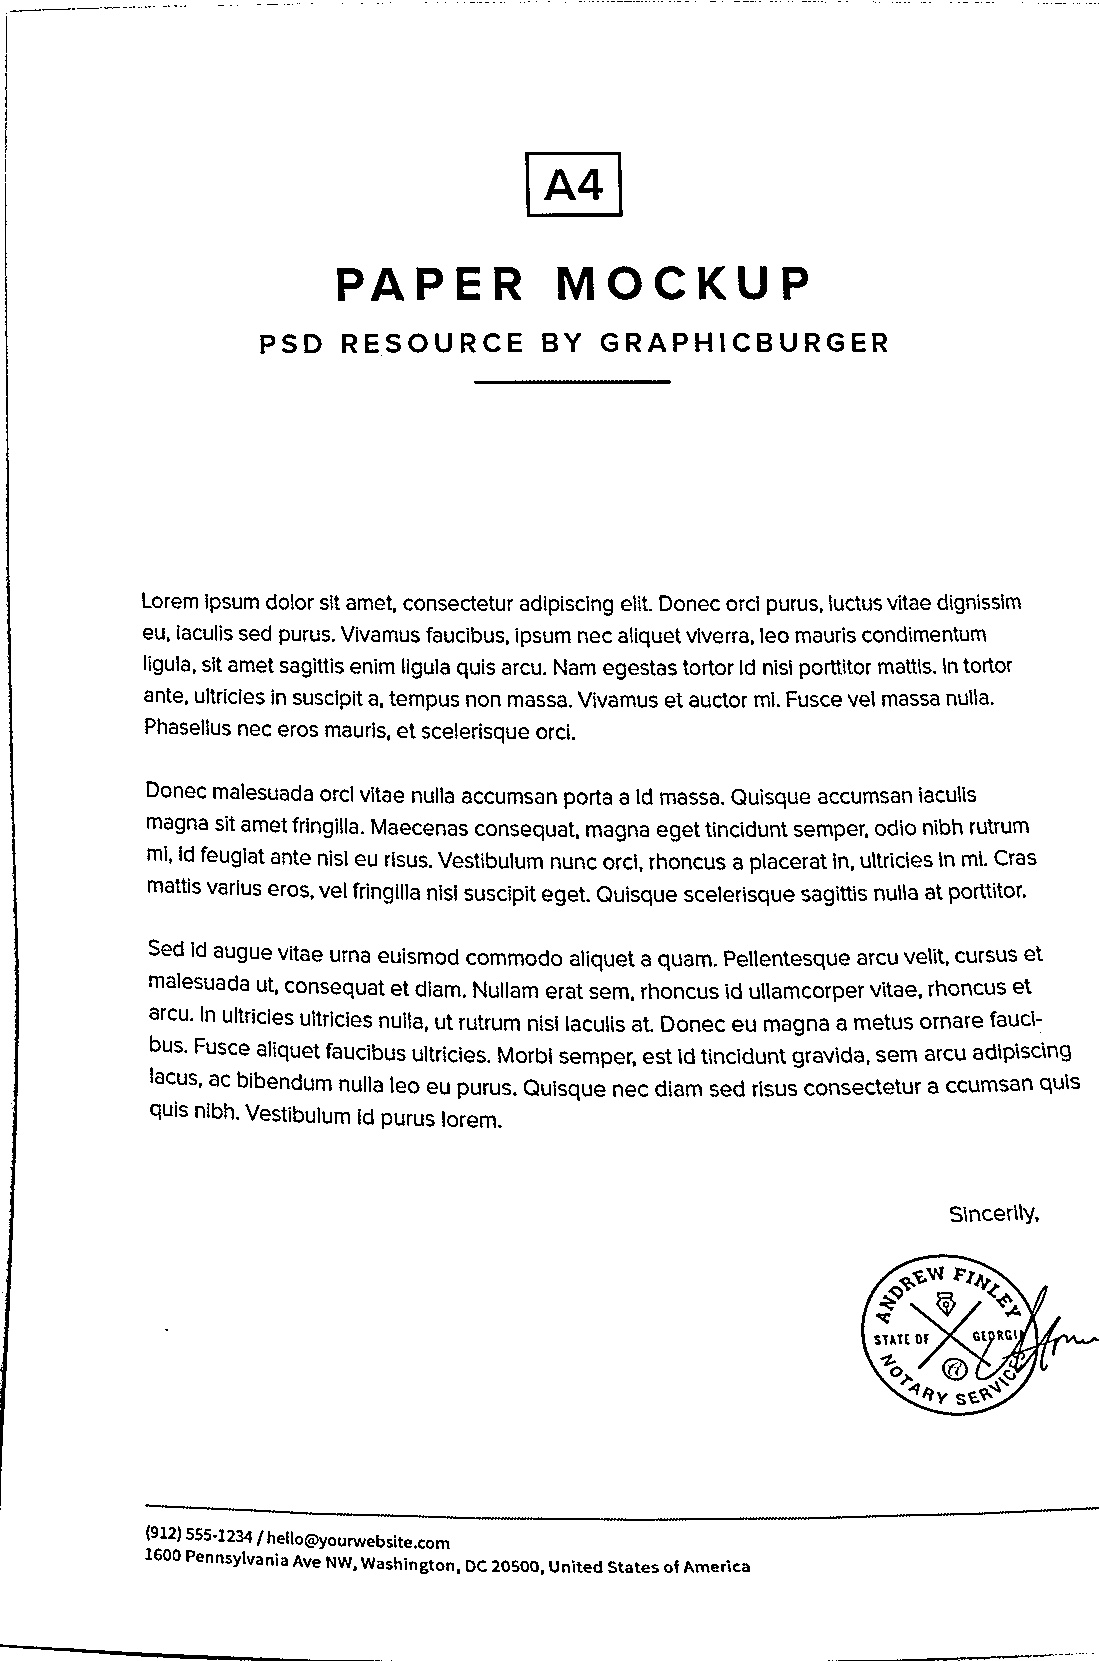 A4
PAPER MOCKUP
PSD RESOURCE BY GRAPHICBURGER
Lorem ipsum dolor sit amet, consectetur adipiscing elit. Donec orci purus, luctus vitae dignissim
eu, iaculis sed purus. Vivamus faucibus, ipsum nec aliquet viverra, leo mauris condimentum
ligula, sit amet sagittis enim ligula quis arcu. Nam egestas tortor id nisi porttitor mattis. In tortor
ante, ultricies in suscipit a, tempus non massa. Vivamus et auctor mi. Fusce vel massa nulla.
Phasellus nec eros mauris, et scelerisque orci.
Donec malesuada orci vitae nulla accumsan porta a id massa. Quisque accumsan iaculis
magna sit amet fringilla. Maecenas consequat, magna eget tincidunt semper, odio nibh rutrum
mi, id feugiat ante nisl eu risus. Vestibulum nunc orci, rhoncus a placerat in, ultricies in mi. Cras
mattis varius eros, vel fringilla nisi suscipit eget. Quisque scelerisque sagittis nulla at porttitor.
Sed id augue vitae urna euismod commodo aliquet a quam. Pellentesque arcu velit, cursus et
malesuada ut, consequat et diam. Nullam erat sem, rhoncus id ullamcorper vitae, rhoncus et
arcu. In ultricies ultricies nulla, ut rutrum nisi iaculis at. Donec eu magna a metus ornare fauci-
bus. Fusce aliquet faucibus ultricies. Morbi semper, est id tincidunt gravida, sem arcu adipiscing
lacus, ac bibendum nulla leo eu purus. Quisque nec diam sed risus consectetur a ccumsan quis
quis nibh. Vestibulum id purus lorem.
Sincerlly,
ANDREW FINLEY
STATE OF GEORGIA
NOTARY SERVICE
(912) 555-1234 / hello@yourwebsite.com
1600 Pennsylvania Ave NW, Washington, DC 20500, United States of America